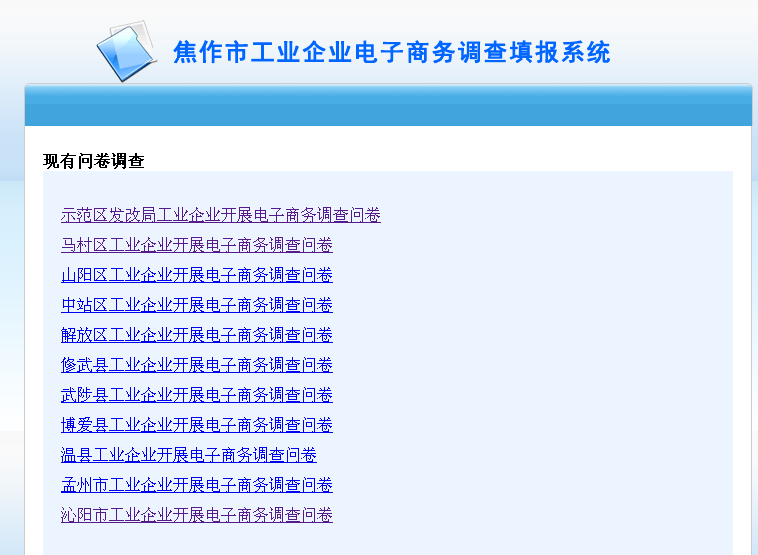 焦作市工业企业电子商务调查填报系统
现有问卷调查
示范区发改局工业企业开展电子商务调查问卷
马村区工业企业开展电子商务调查问卷
山阳区工业企业开展电子商务调查问卷
中站区工业企业开展电子商务调查问卷
解放区工业企业开展电子商务调查问卷
修武县工业企业开展电子商务调查问卷
武陟县工业企业开展电子商务调查问卷
博爱县工业企业开展电子商务调查问卷
温县工业企业开展电子商务调查问卷
孟州市工业企业开展电子商务调查问卷
沁阳市工业企业开展电子商务调查问卷